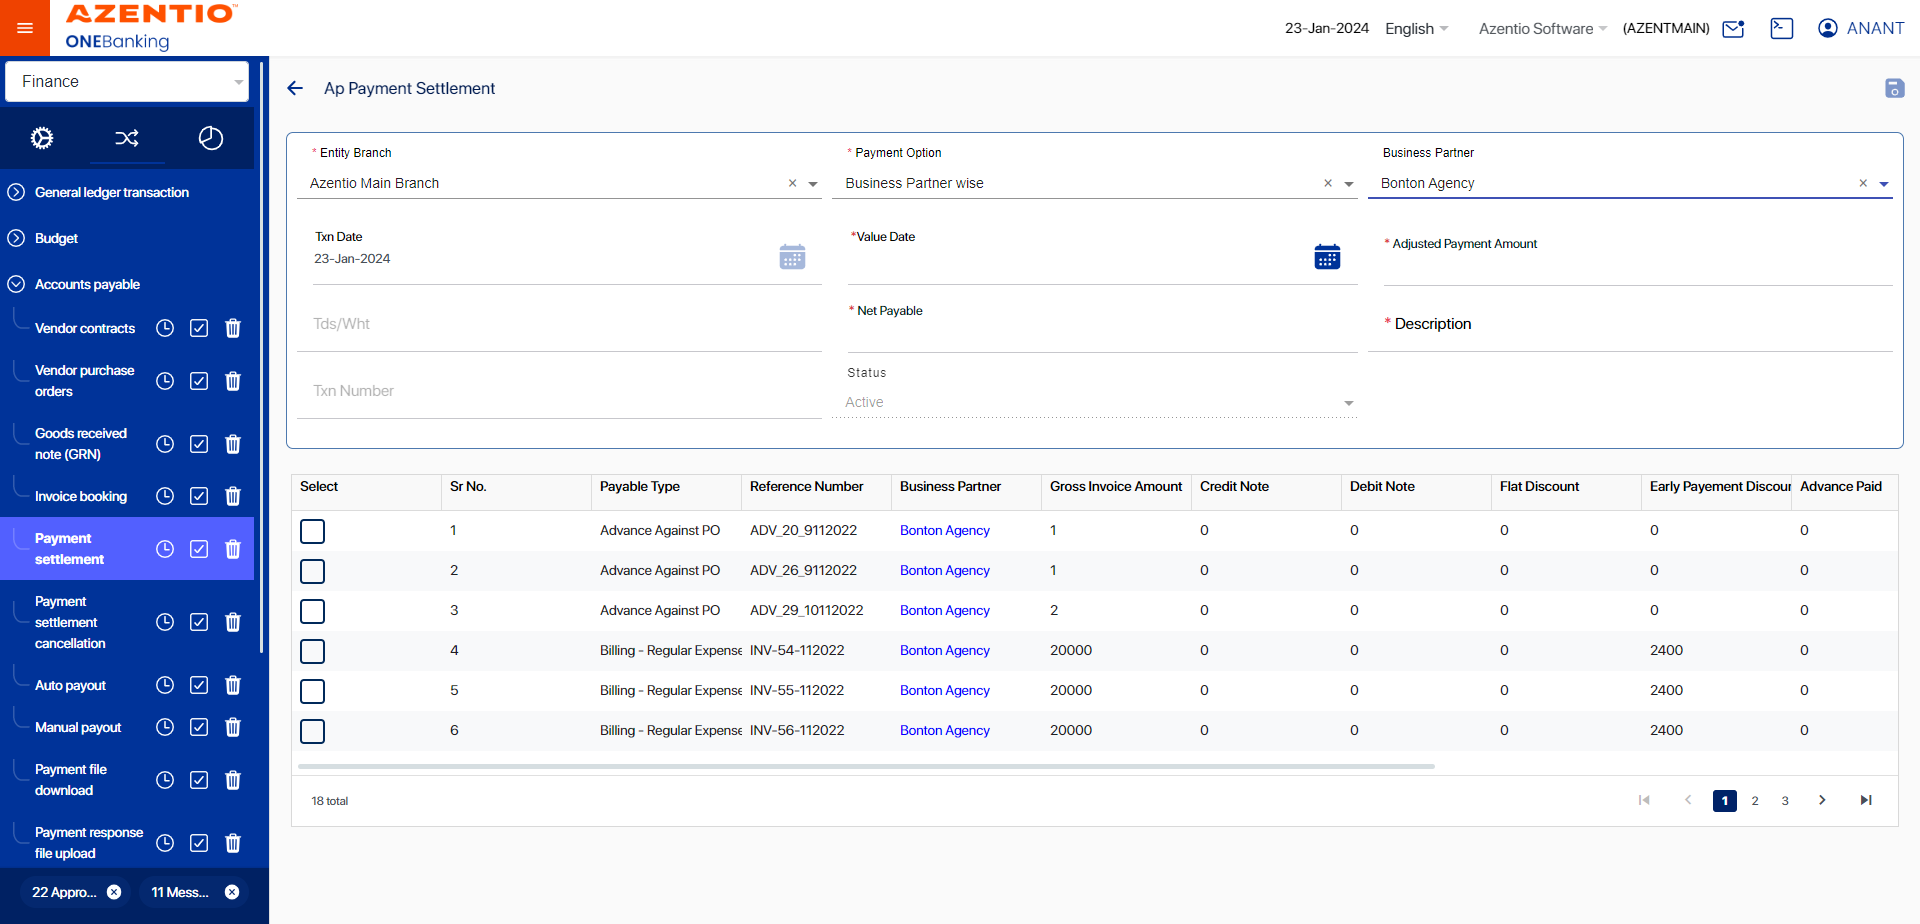 AZENTIO™
ONEBanking
23-Jan-2024 English Azentio Software (AZENTMAIN) ANANT
Finance
General ledger transaction
Budget
Accounts payable
Vendor contracts
Vendor purchase
orders
Goods received
note (GRN)
Invoice booking
Payment
settlement
Payment
settlement
cancellation
Auto payout
Manual payout
Payment file
download
Payment response
file upload
22 Appro...
11 Mess...
Ap Payment Settlement
* Entity Branch
Azentio Main Branch
* Payment Option
Business Partner wise
Business Partner
Bonton Agency
Txn Date
23-Jan-2024
*Value Date
* Adjusted Payment Amount
Tds/Wht
* Net Payable
* Description
Txn Number
Status
Active
Select Sr No. Payable Type Reference Number Business Partner Gross Invoice Amount Credit Note Debit Note Flat Discount Early Payement Discour Advance Paid
1 Advance Against PO ADV_20_9112022 Bonton Agency 1 0 0 0 0 0
2 Advance Against PO ADV_26_9112022 Bonton Agency 1 0 0 0 0 0
3 Advance Against PO ADV_29_10112022 Bonton Agency 2 0 0 0 0 0
4 Billing - Regular Expense INV-54-112022 Bonton Agency 20000 0 0 0 2400 0
5 Billing - Regular Expense INV-55-112022 Bonton Agency 20000 0 0 0 2400 0
6 Billing - Regular Expense INV-56-112022 Bonton Agency 20000 0 0 0 2400 0
18 total
1 2 3